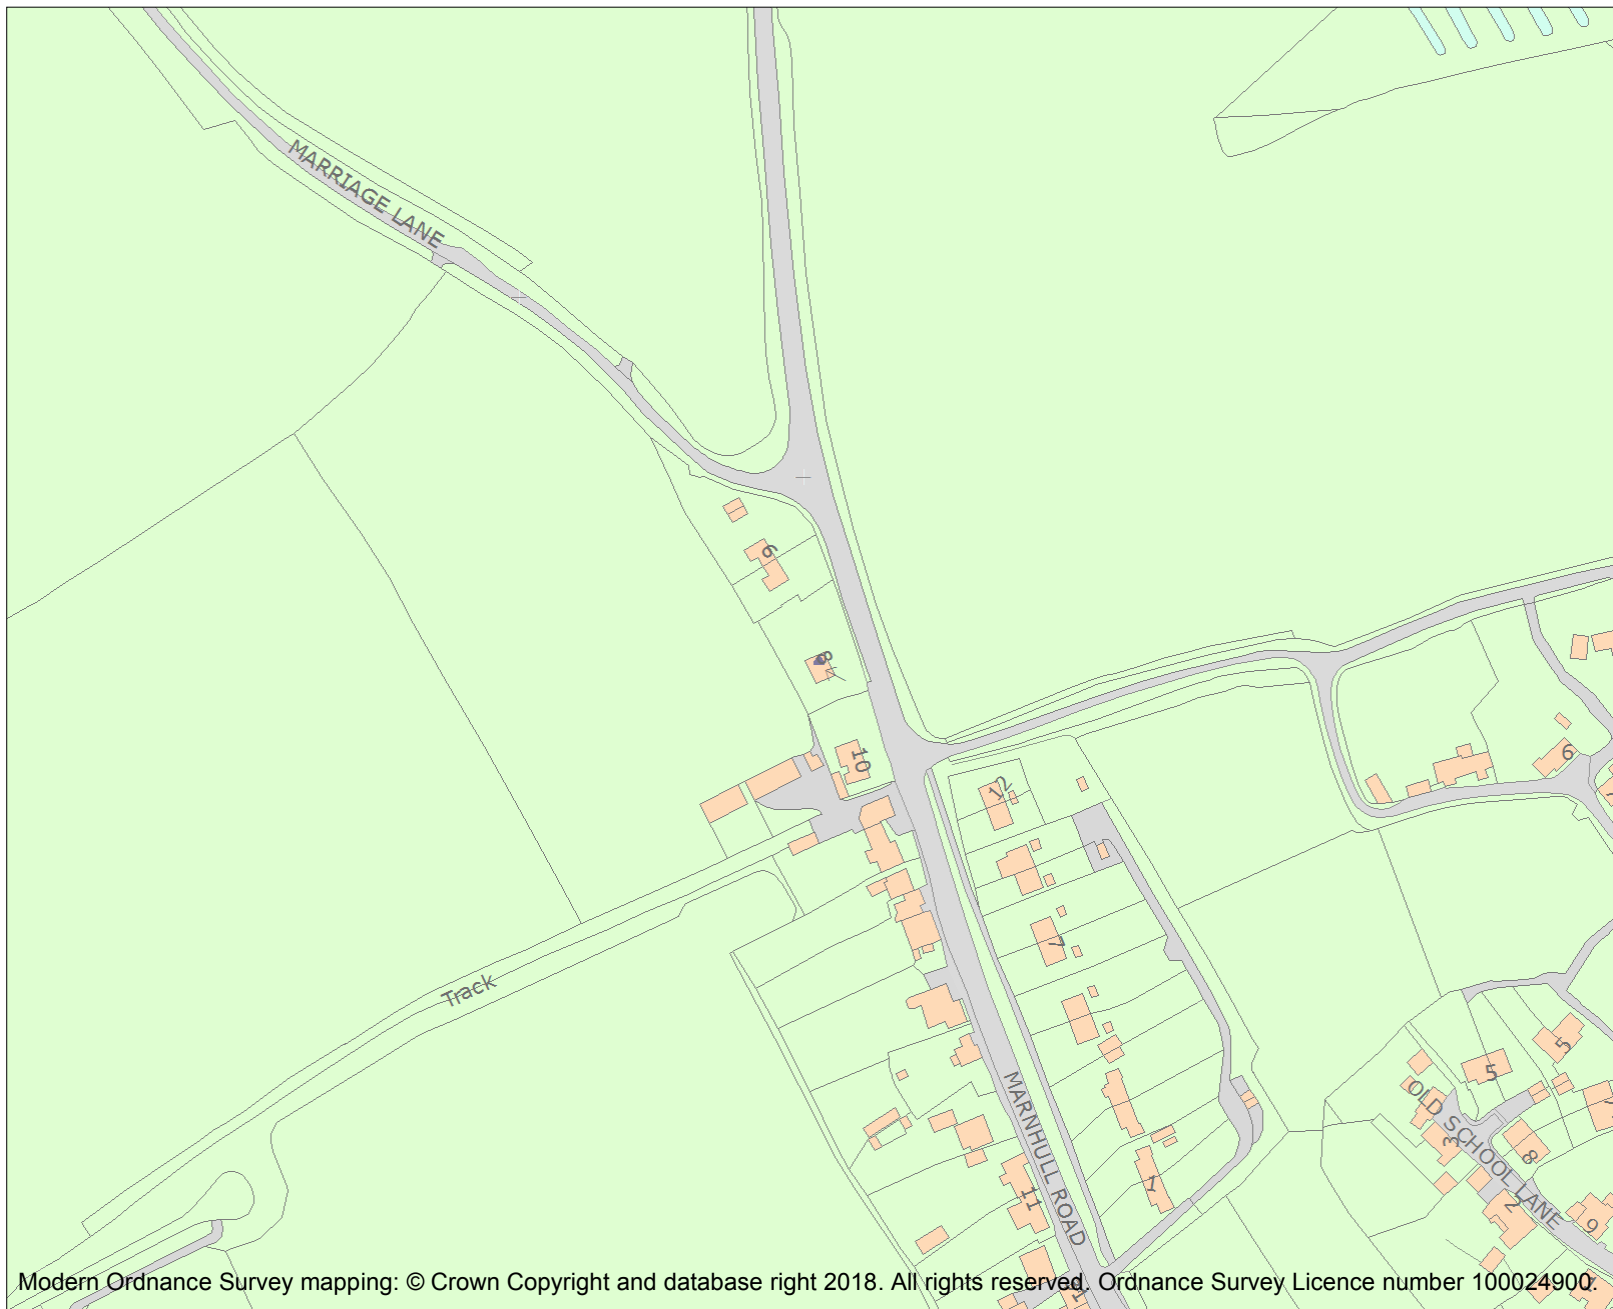 MARRIAGE LANE
6
8
10
12
6
7
Track
5
5
MARNHULL ROAD
OLD SCHOOL LANE
3
8
1
11
2
9
Modern Ordnance Survey mapping: © Crown Copyright and database right 2018. All rights reserved. Ordnance Survey Licence number 100024900.